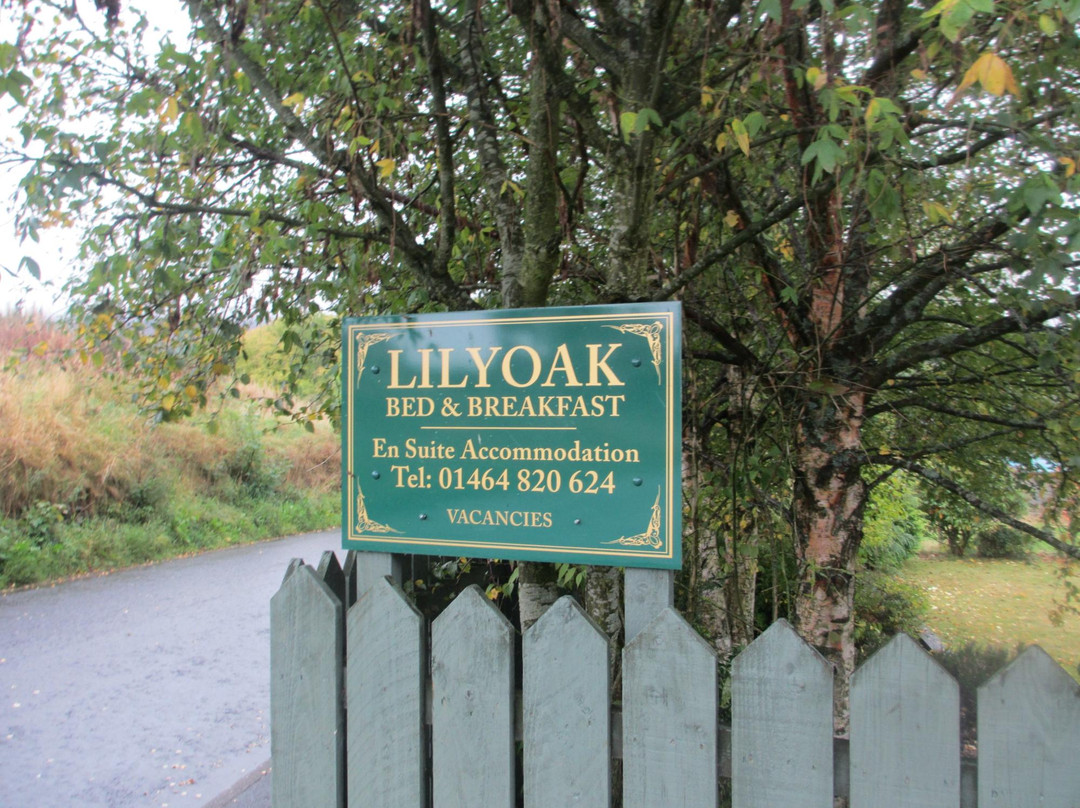 LILYOAK
BED & BREAKFAST
En Suite Accommodation
Tel: 01464 820 624
VACANCIES